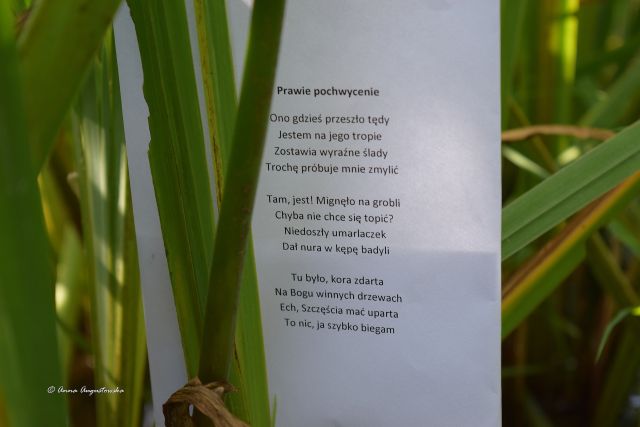 Prawie pochwycenie
Ono gdzieś przeszło tędy
Jestem na jego tropie
Zostawia wyraźne ślady
Trochę próbuje mnie zmylić
Tam, jest! Mignęło na grobli
Chyba nie chce się topić?
Niedoszły umarlaczek
Dał nura w kępę badyli
Tu było, kora zdarta
Na Bogu winnych drzewach
Ech, Szczęścia mać uparta
To nic, ja szybko biegam
© Anna Augustowska